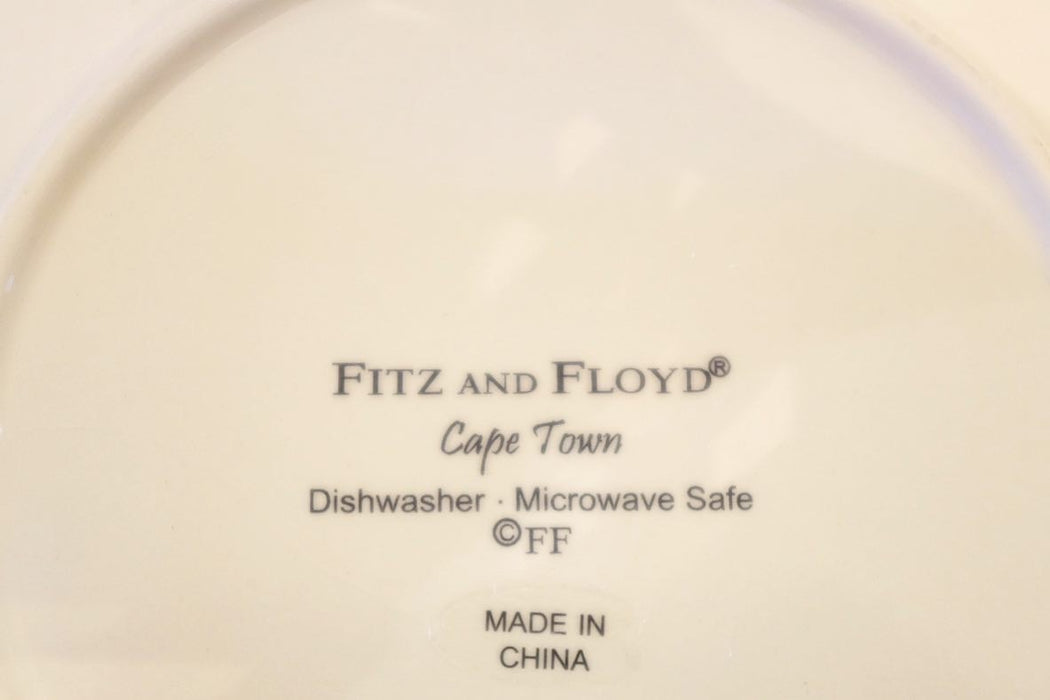 FITZ AND FLOYD®
Cape Town
Dishwasher · Microwave Safe
©FF
MADE IN
CHINA